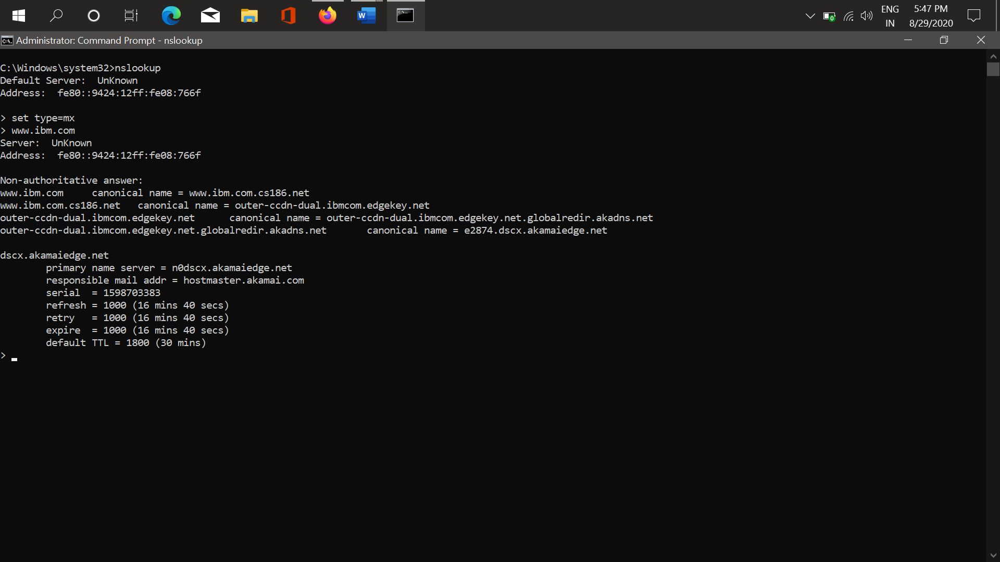 ENG
IN
5:47 PM
8/29/2020
Administrator: Command Prompt - nslookup
C:\Windows\system32>nslookup
Default Server:  UnKnown
Address:  fe80::9424:12ff:fe08:766f
> set type=mx
> www.ibm.com
Server:  UnKnown
Address:  fe80::9424:12ff:fe08:766f
Non-authoritative answer:
www.ibm.com     canonical name = www.ibm.com.cs186.net
www.ibm.com.cs186.net   canonical name = outer-ccdn-dual.ibmcom.edgekey.net
outer-ccdn-dual.ibmcom.edgekey.net      canonical name = outer-ccdn-dual.ibmcom.edgekey.net.globalredir.akadns.net
outer-ccdn-dual.ibmcom.edgekey.net.globalredir.akadns.net       canonical name = e2874.dscx.akamaiedge.net
dscx.akamaiedge.net
        primary name server = n0dscx.akamaiedge.net
        responsible mail addr = hostmaster.akamai.com
        serial  = 1598703383
        refresh = 1000 (16 mins 40 secs)
        retry   = 1000 (16 mins 40 secs)
        expire  = 1000 (16 mins 40 secs)
        default TTL = 1800 (30 mins)
>